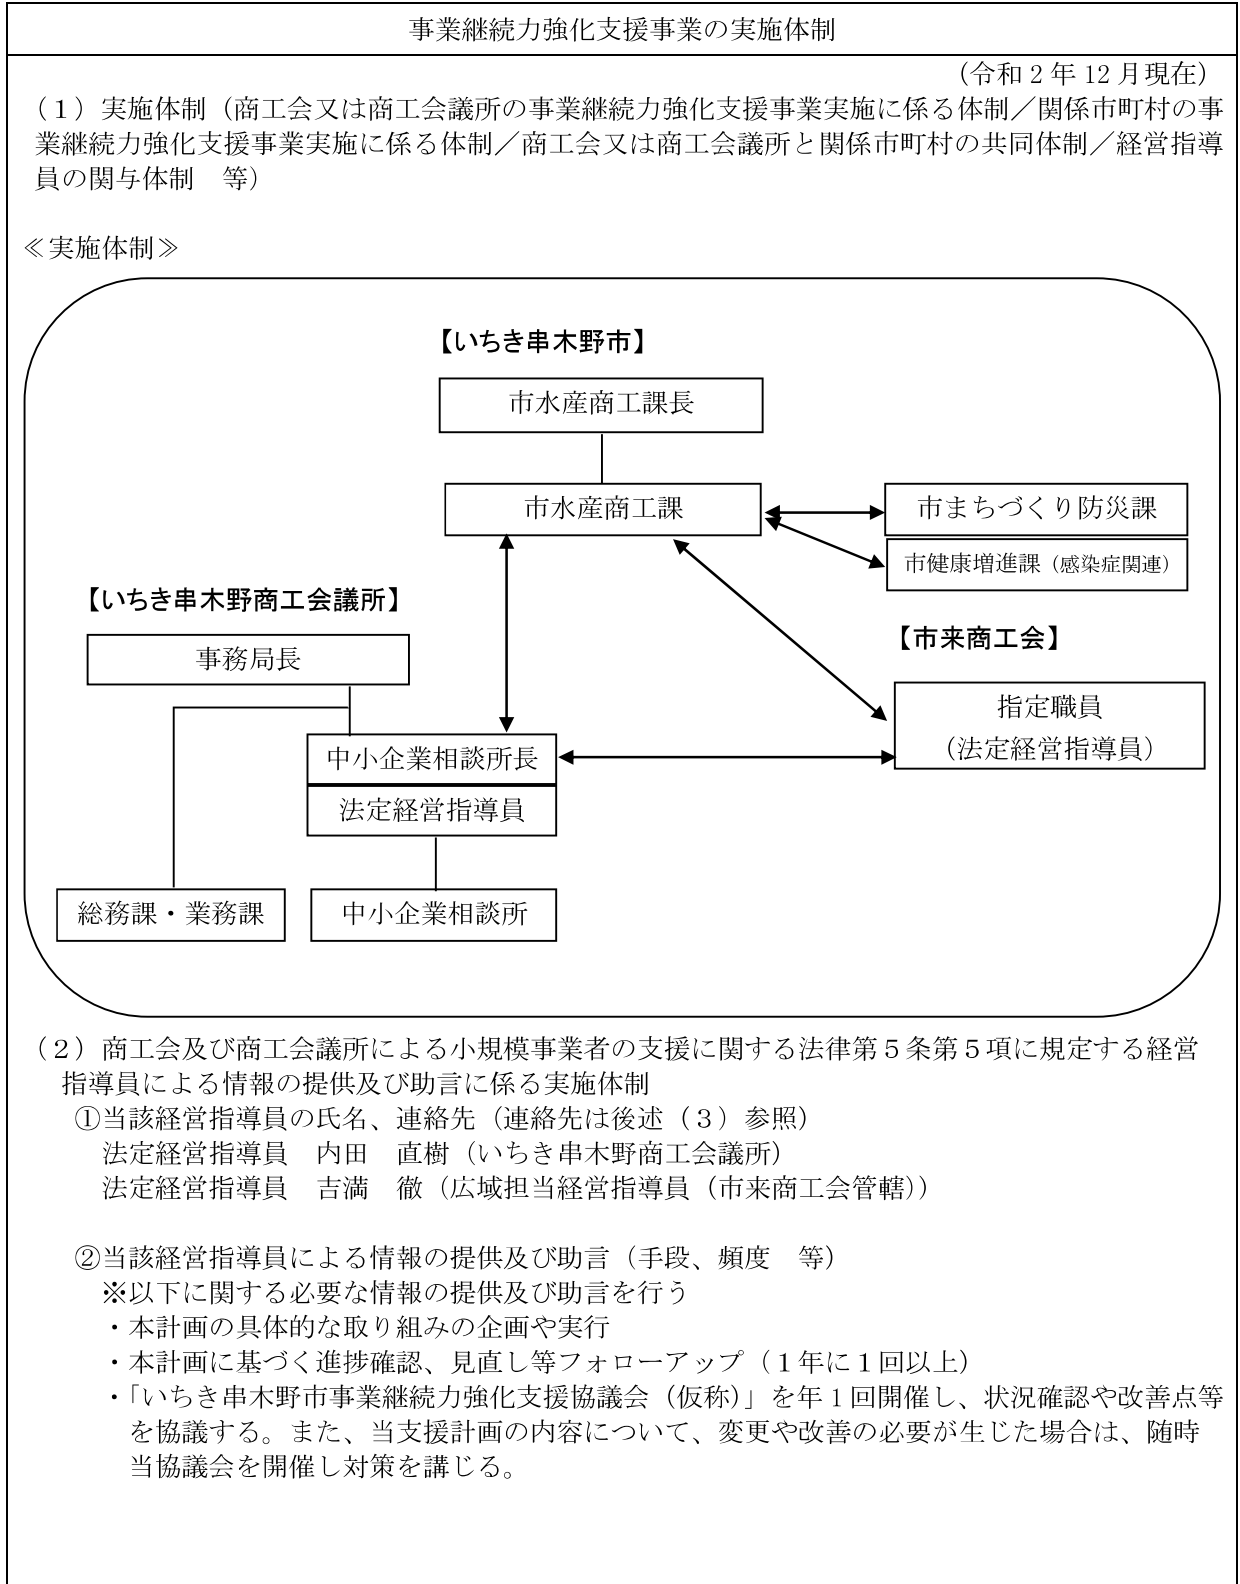 事業継続力強化支援事業の実施体制
（令和 2 年 12 月現在）
（１）実施体制（商工会又は商工会議所の事業継続力強化支援事業実施に係る体制／関係市町村の事
業継続力強化支援事業実施に係る体制／商工会又は商工会議所と関係市町村の共同体制／経営指導
員の関与体制　等）
≪実施体制≫
【いちき串木野市】
市水産商工課長
市水産商工課
市まちづくり防災課
市健康増進課（感染症関連）
【いちき串木野商工会議所】
【市来商工会】
事務局長
指定職員
（法定経営指導員）
中小企業相談所長
法定経営指導員
総務課・業務課
中小企業相談所
（２）商工会及び商工会議所による小規模事業者の支援に関する法律第５条第５項に規定する経営
指導員による情報の提供及び助言に係る実施体制
①当該経営指導員の氏名、連絡先（連絡先は後述（３）参照）
法定経営指導員　内田　直樹（いちき串木野商工会議所）
法定経営指導員　吉満　徹（広域担当経営指導員（市来商工会管轄））
②当該経営指導員による情報の提供及び助言（手段、頻度　等）
※以下に関する必要な情報の提供及び助言を行う
・本計画の具体的な取り組みの企画や実行
・本計画に基づく進捗確認、見直し等フォローアップ（１年に１回以上）
・「いちき串木野市事業継続力強化支援協議会（仮称）」を年 1 回開催し、状況確認や改善点等
を協議する。また、当支援計画の内容について、変更や改善の必要が生じた場合は、随時
当協議会を開催し対策を講じる。